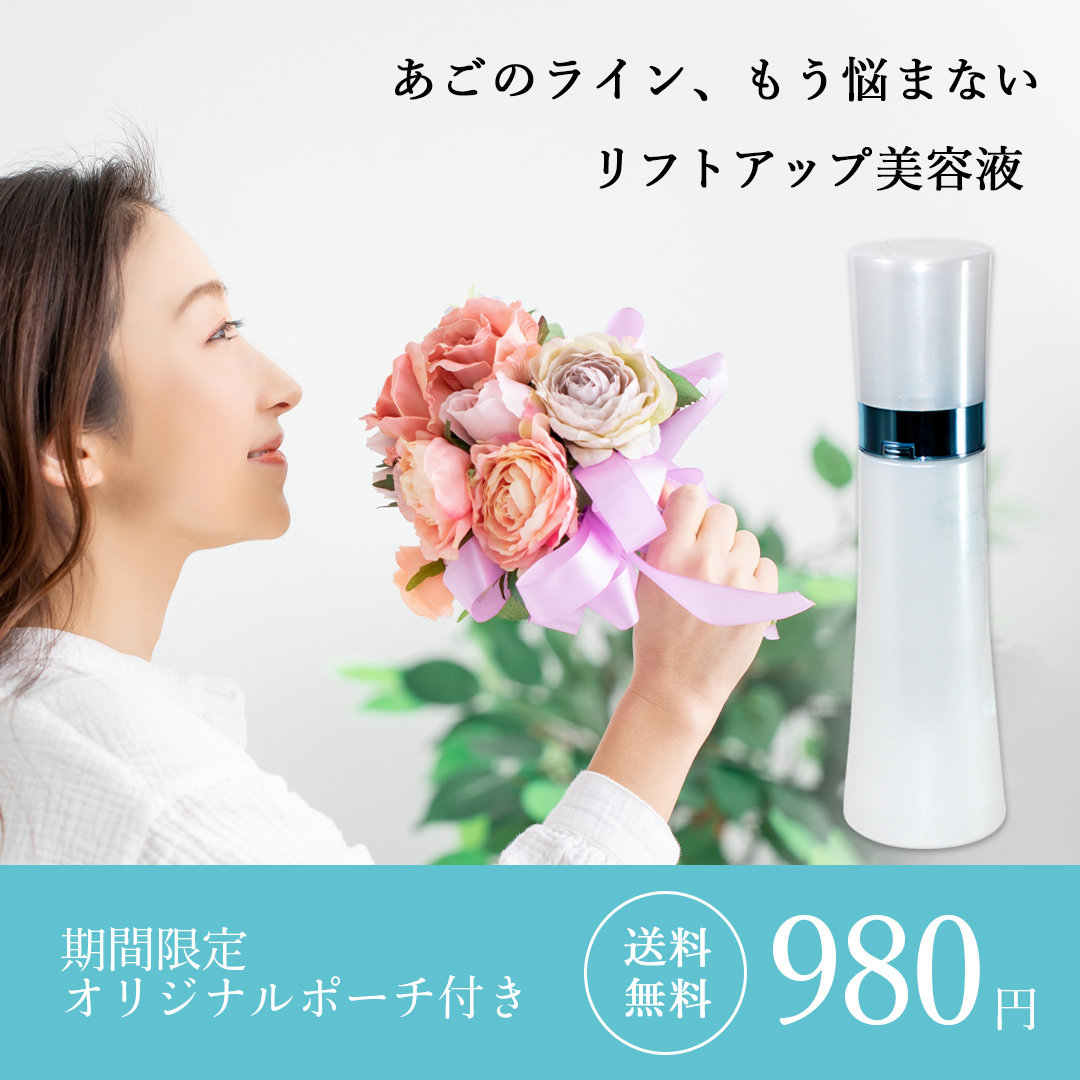 あごのライン、もう悩まない
リフトアップ美容液
期間限定
オリジナルポーチ付き
送料
無料
980円